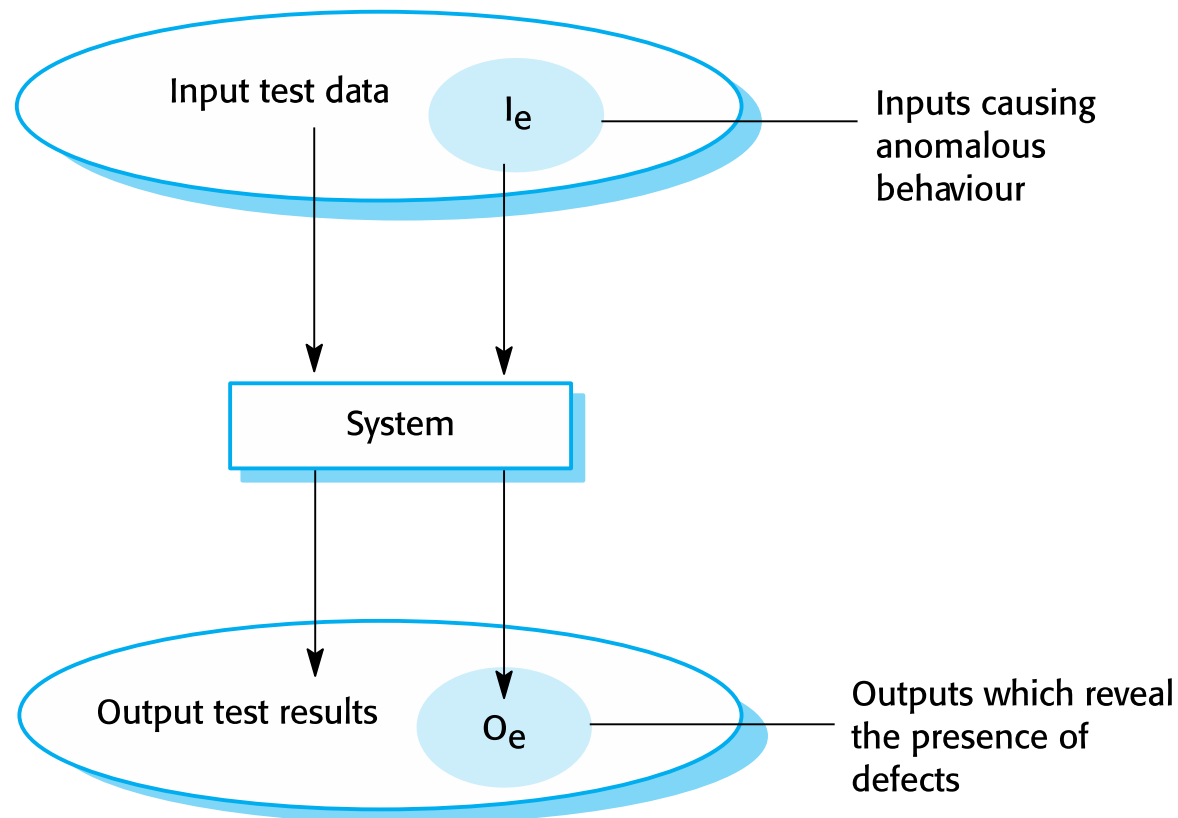 Input test data
Ie
Inputs causing
anomalous
behaviour
System
Output test results
Oe
Outputs which reveal
the presence of
defects